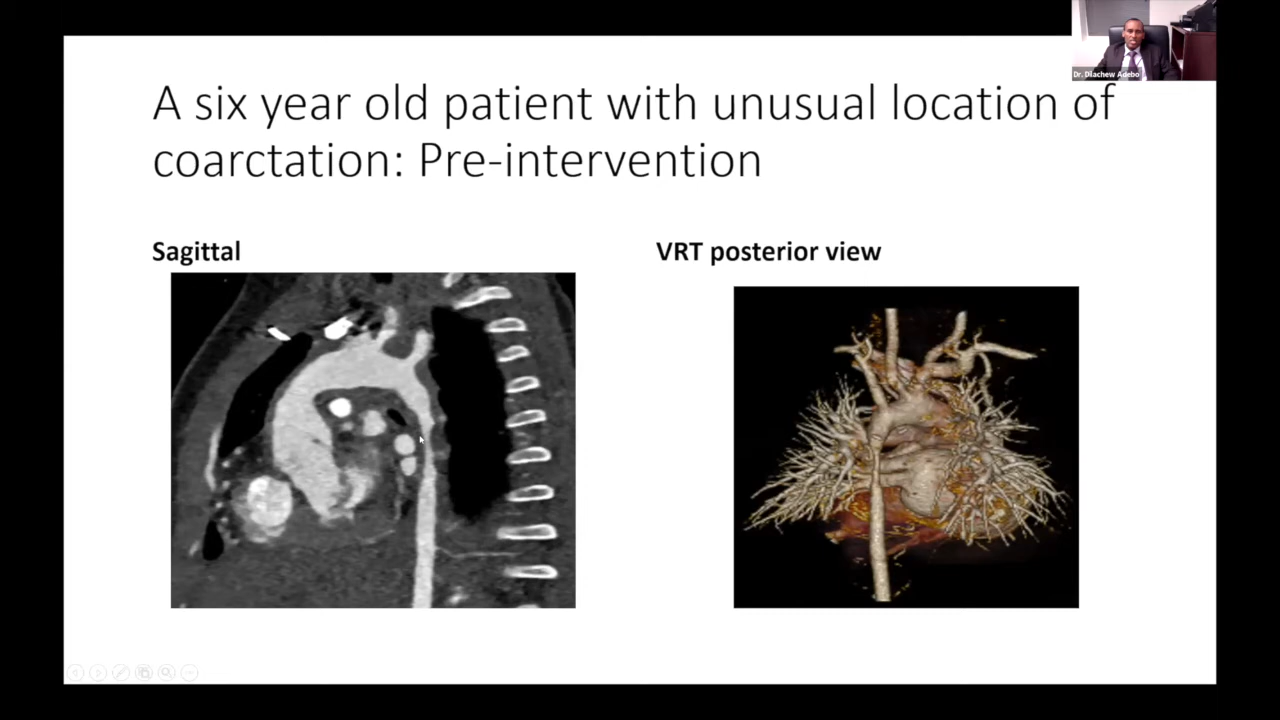 Dr. Dilachew Adebo
A six year old patient with unusual location of
coarctation: Pre-intervention
Sagittal
VRT posterior view